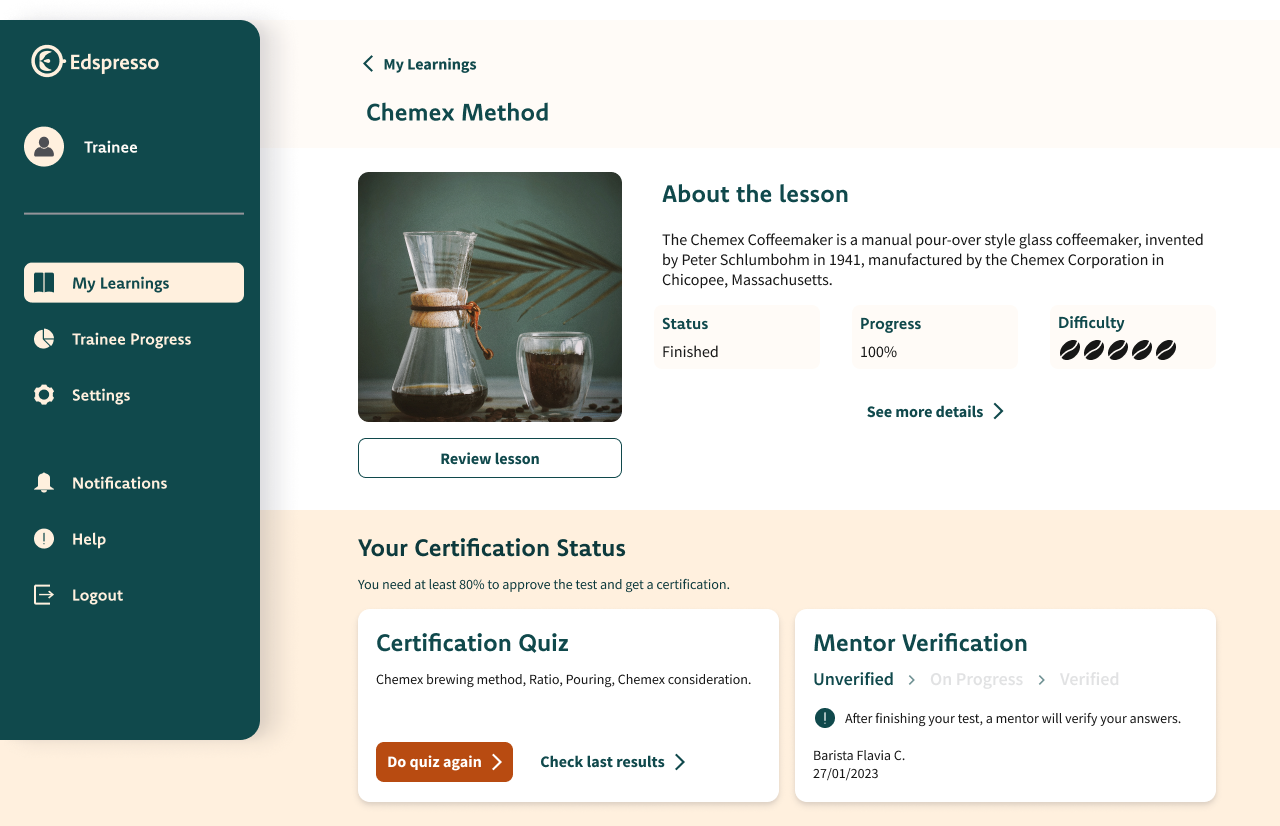 Edspresso
Trainee
My Learnings
Trainee Progress
Settings
Notifications
Help
Logout
My Learnings
Chemex Method
About the lesson
The Chemex Coffeemaker is a manual pour-over style glass coffeemaker, invented
by Peter Schlumbohm in 1941, manufactured by the Chemex Corporation in
Chicopee, Massachusetts.
Status
Finished
Progress
100%
Difficulty
See more details
Review lesson
Your Certification Status
You need at least 80% to approve the test and get a certification.
Certification Quiz
Chemex brewing method, Ratio, Pouring, Chemex consideration.
Do quiz again
Check last results
Mentor Verification
Unverified > On Progress > Verified
! After finishing your test, a mentor will verify your answers.
Barista Flavia C.
27/01/2023